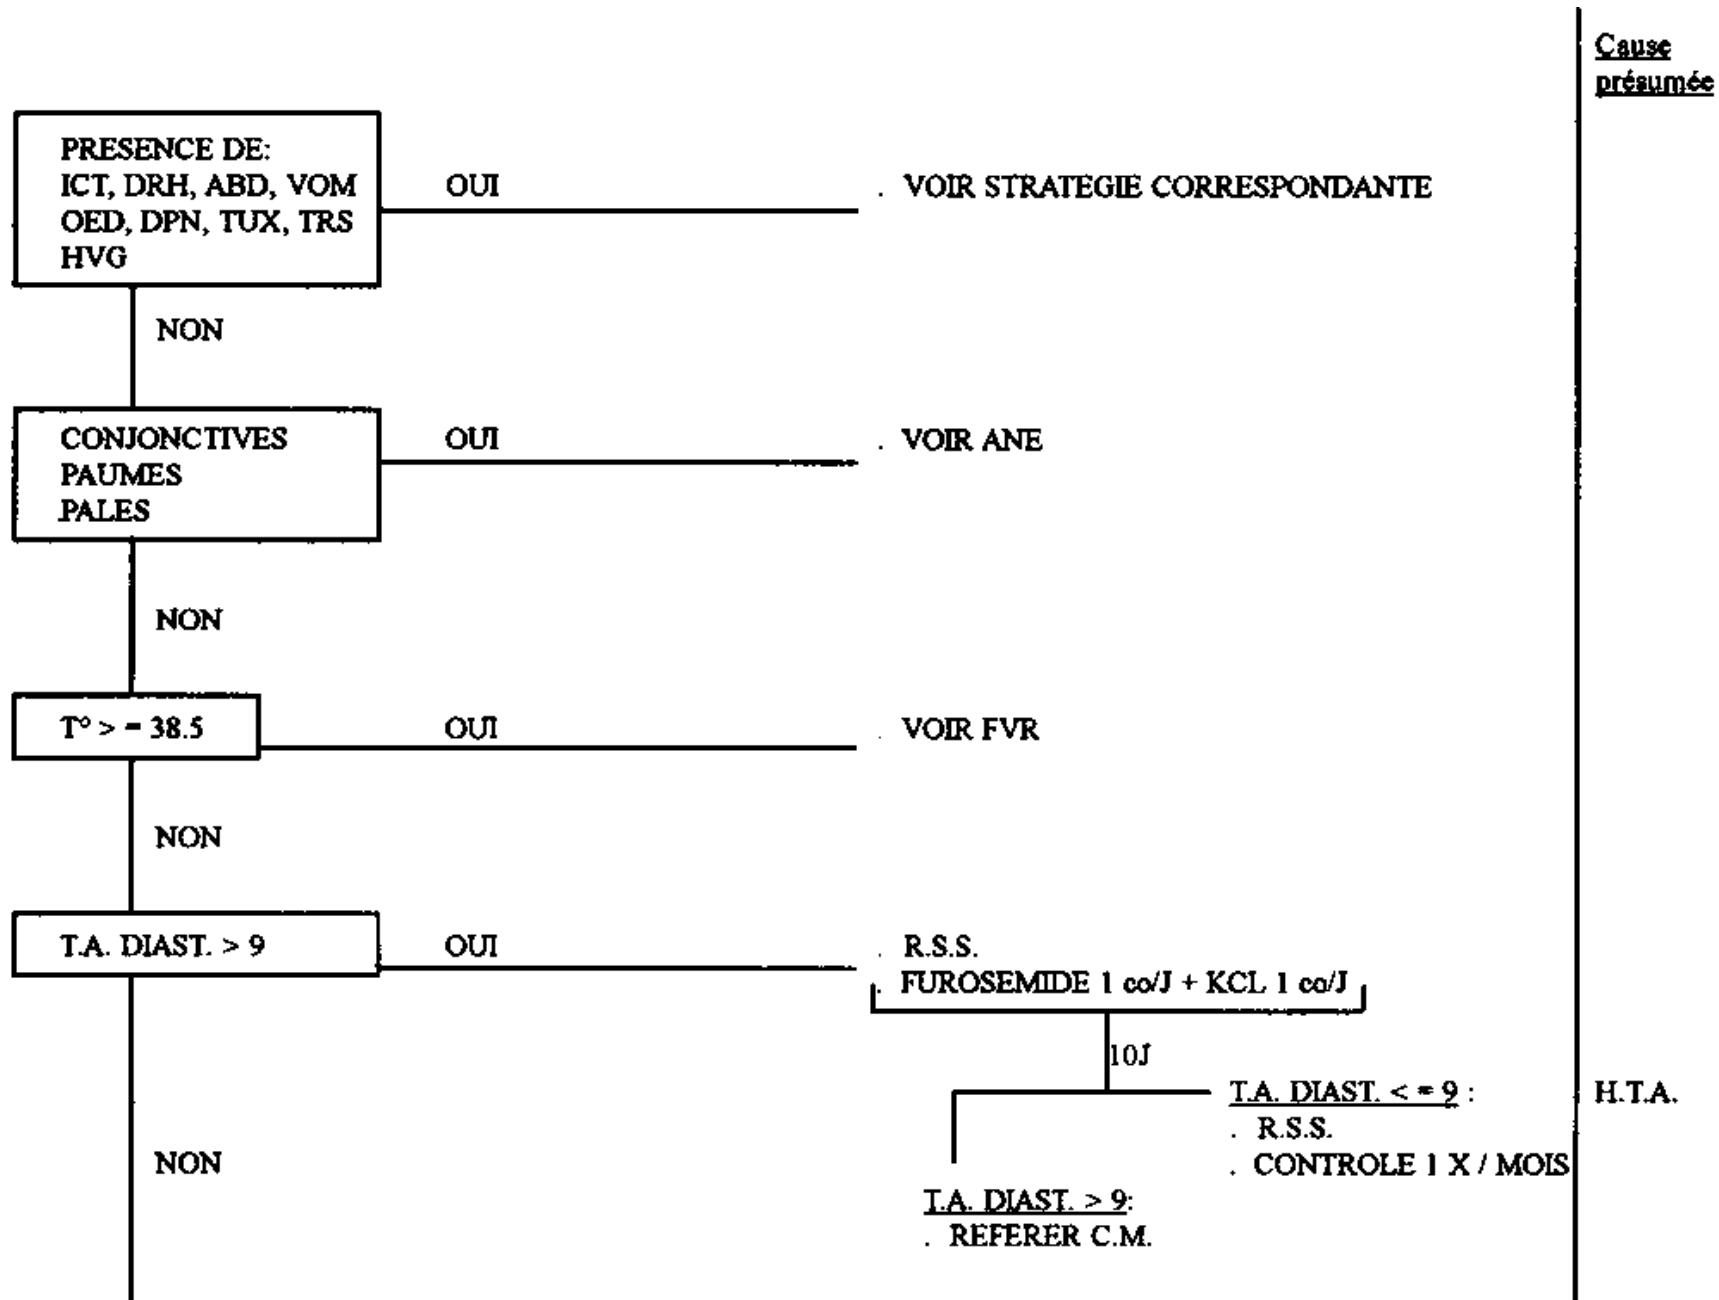 Cause
présumée
PRESENCE DE:
ICT, DRH, ABD, VOM
OED, DPN, TUX, TRS
HVG
OUI
. VOIR STRATEGIE CORRESPONDANTE
NON
CONJONCTIVES
PAUMES
PALES
OUI
. VOIR ANE
NON
T° > = 38.5
OUI
. VOIR FVR
NON
T.A. DIAST. > 9
OUI
. R.S.S.
. FUROSEMIDE 1 co/J + KCL 1 co/J
10J
T.A. DIAST. < = 9 :
H.T.A.
. R.S.S.
. CONTROLE 1 X / MOIS
NON
T.A. DIAST. > 9:
. REFERER C.M.